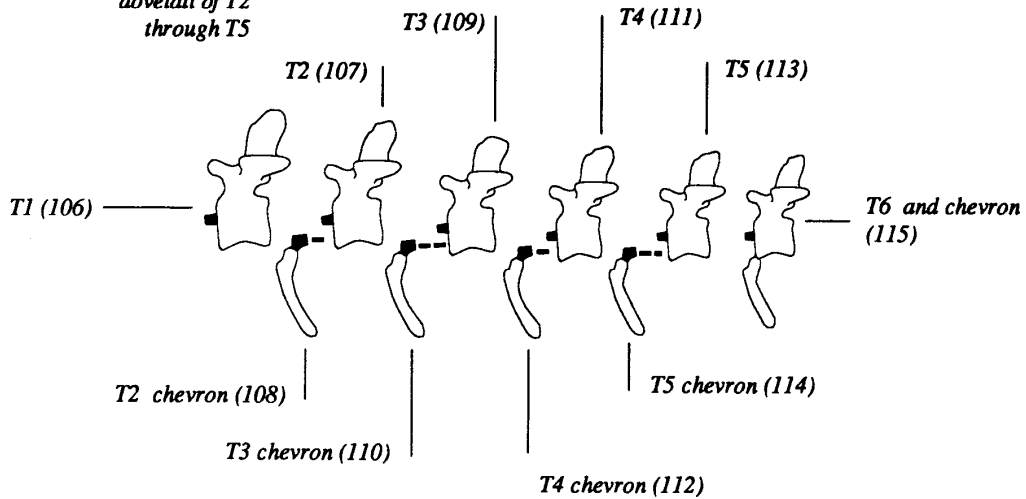 dovetail of T2
through T5
T3 (109)
T4 (111)
T2 (107)
T5 (113)
T1 (106)
T6 and chevron
(115)
T2 chevron (108)
T5 chevron (114)
T3 chevron (110)
T4 chevron (112)